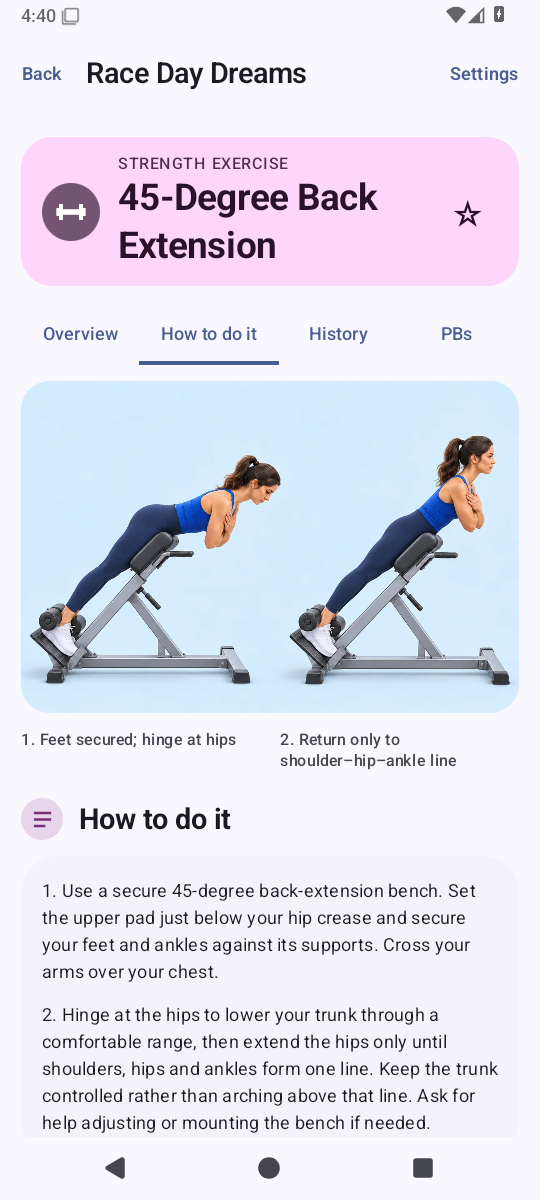 4:40
Back
Race Day Dreams
Settings
STRENGTH EXERCISE
45-Degree Back
Extension
Overview
How to do it
History
PBs
1. Feet secured; hinge at hips
2. Return only to
shoulder–hip–ankle line
How to do it
1. Use a secure 45-degree back-extension bench. Set
the upper pad just below your hip crease and secure
your feet and ankles against its supports. Cross your
arms over your chest.
2. Hinge at the hips to lower your trunk through a
comfortable range, then extend the hips only until
shoulders, hips and ankles form one line. Keep the trunk
controlled rather than arching above that line. Ask for
help adjusting or mounting the bench if needed.